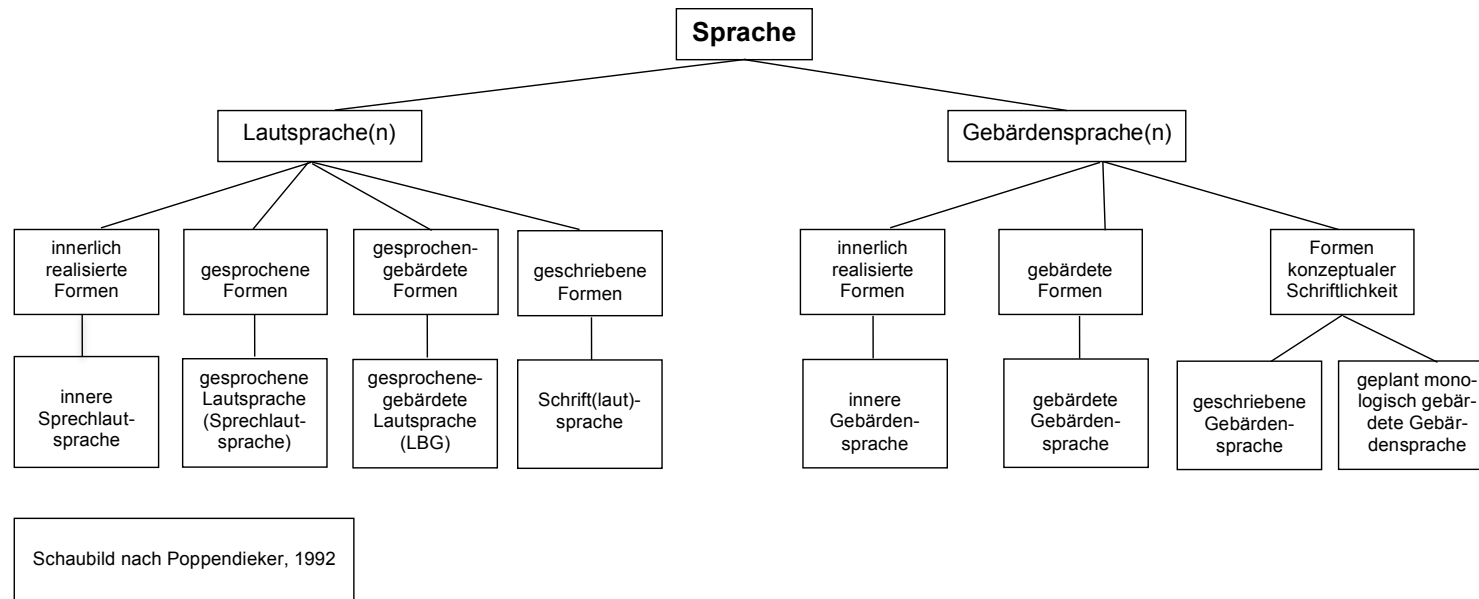 Sprache
Lautsprache(n)
Gebärdensprache(n)
innerlich
realisierte
Formen
gesprochene
Formen
gesprochen-
gebärdete
Formen
geschriebene
Formen
innerlich
realisierte
Formen
gebärdete
Formen
Formen
konzeptualer
Schriftlichkeit
innere
Sprechlaut-
sprache
gesprochene
Lautsprache
(Sprechlaut-
sprache)
gesprochene-
gebärdete
Lautsprache
(LBG)
Schrift(laut)-
sprache
innere
Gebärden-
sprache
gebärdete
Gebärden-
sprache
geschriebene
Gebärden-
sprache
geplant mono-
logisch gebär-
dete Gebär-
densprache
Schaubild nach Poppendieker, 1992